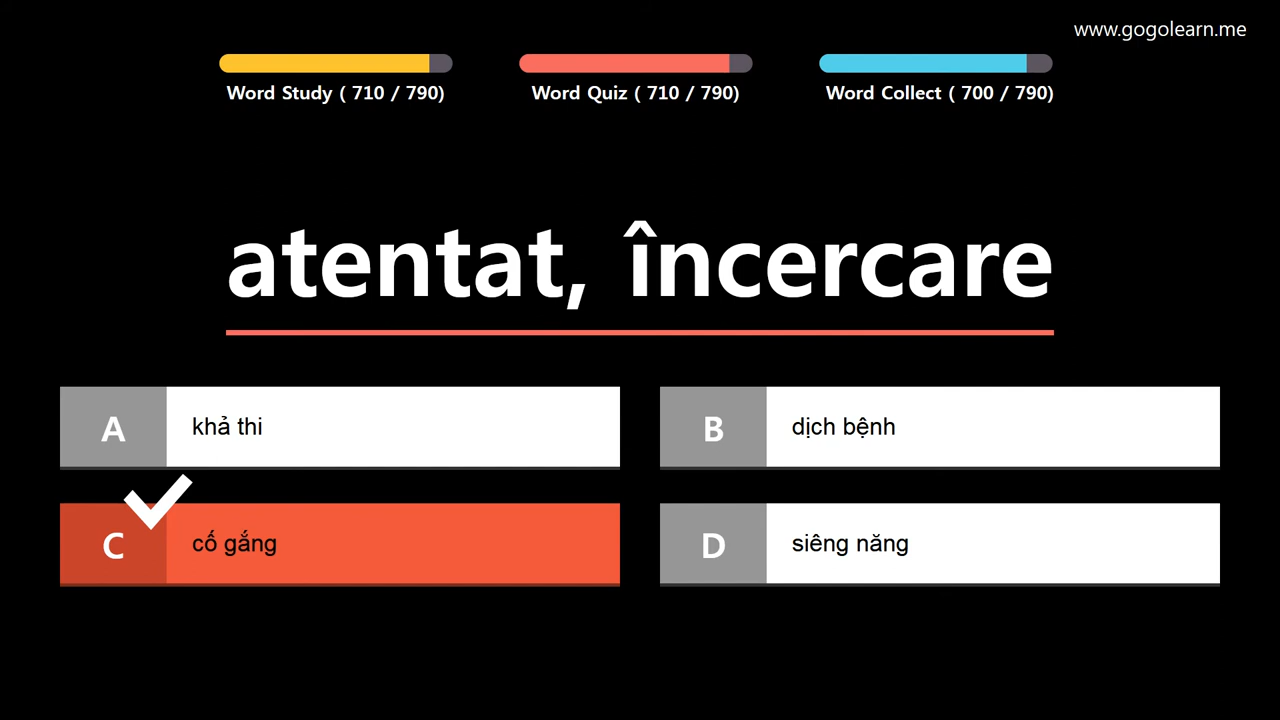 www.gogolearn.me
Word Study ( 710 / 790)
Word Quiz ( 710 / 790)
Word Collect ( 700 / 790)
atentat, încercare
A khả thi
B dịch bệnh
C cố gắng
D siêng năng